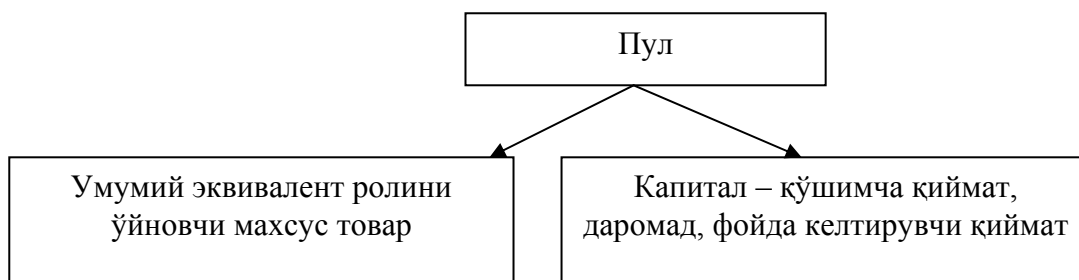 Пул
Умумий эквивалент ролини
ўйновчи махсус товар
Капитал – қўшимча қиймат,
даромад, фойда келтирувчи қиймат